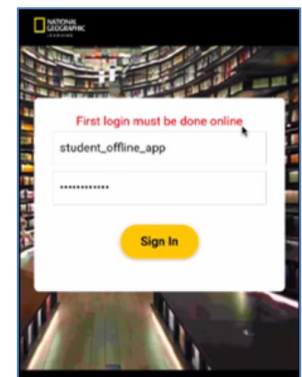 NATIONAL
GEOGRAPHIC
LEARNING
First login must be done online
student_offline_app
••••••••••••
Sign In